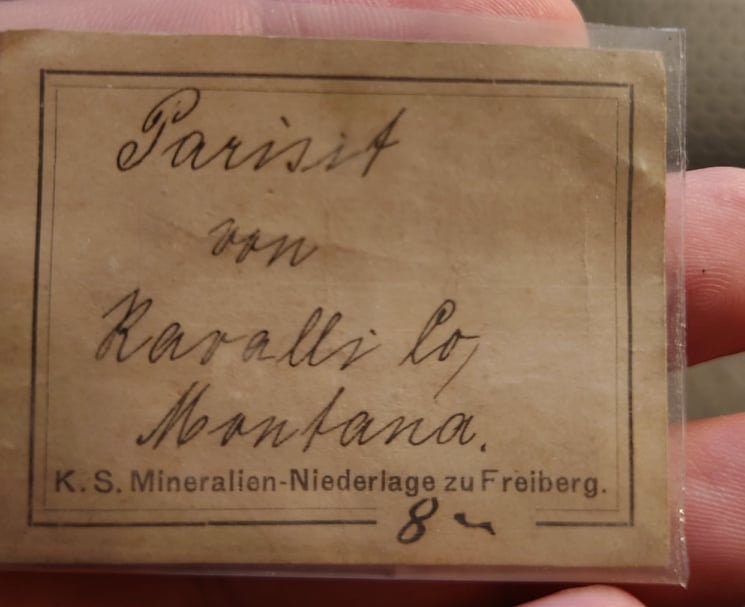 Parisit
von
Ravalli Co,
Montana.
K. S. Mineralien-Niederlage zu Freiberg.
8 ~